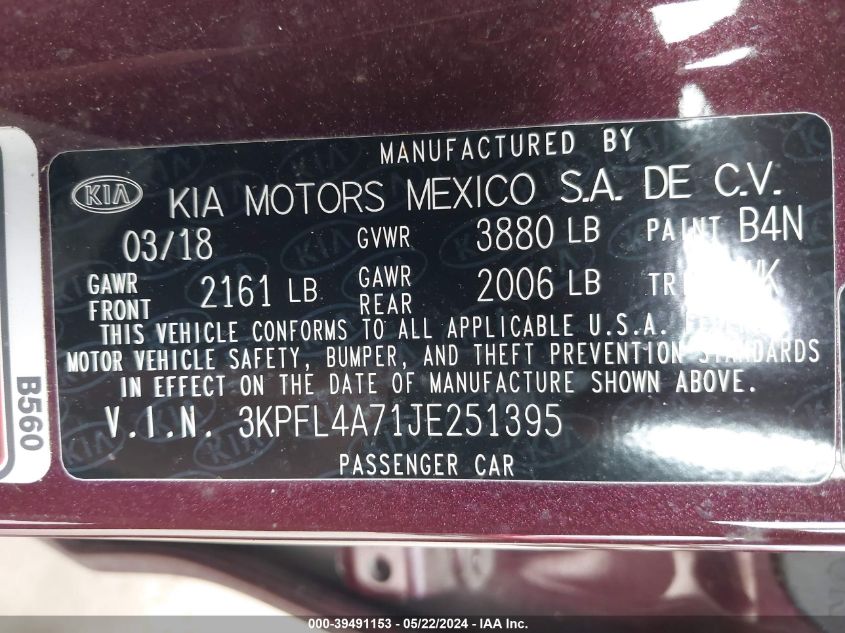 MANUFACTURED BY
KIA KIA MOTORS MEXICO S.A. DE C.V.
03/18 GVWR 3880 LB PAINT B4N
GAWR FRONT 2161 LB GAWR REAR 2006 LB
THIS VEHICLE CONFORMS TO ALL APPLICABLE U.S.A.
MOTOR VEHICLE SAFETY, BUMPER, AND THEFT PREVENTION STANDARDS
IN EFFECT ON THE DATE OF MANUFACTURE SHOWN ABOVE.
V.I.N. 3KPFL4A71JE251395
PASSENGER CAR
B560
000-39491153 - 05/22/2024 - IAA Inc.